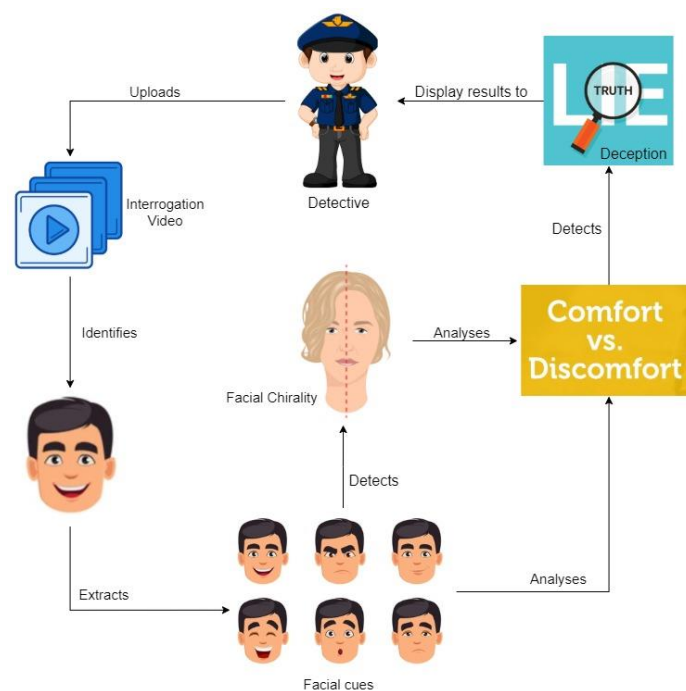 Uploads
Display results to
LIE
TRUTH
Deception
Interrogation
Video
Detective
Detects
Identifies
Analyses
Comfort
vs.
Discomfort
Facial Chirality
Detects
Extracts
Analyses
Facial cues